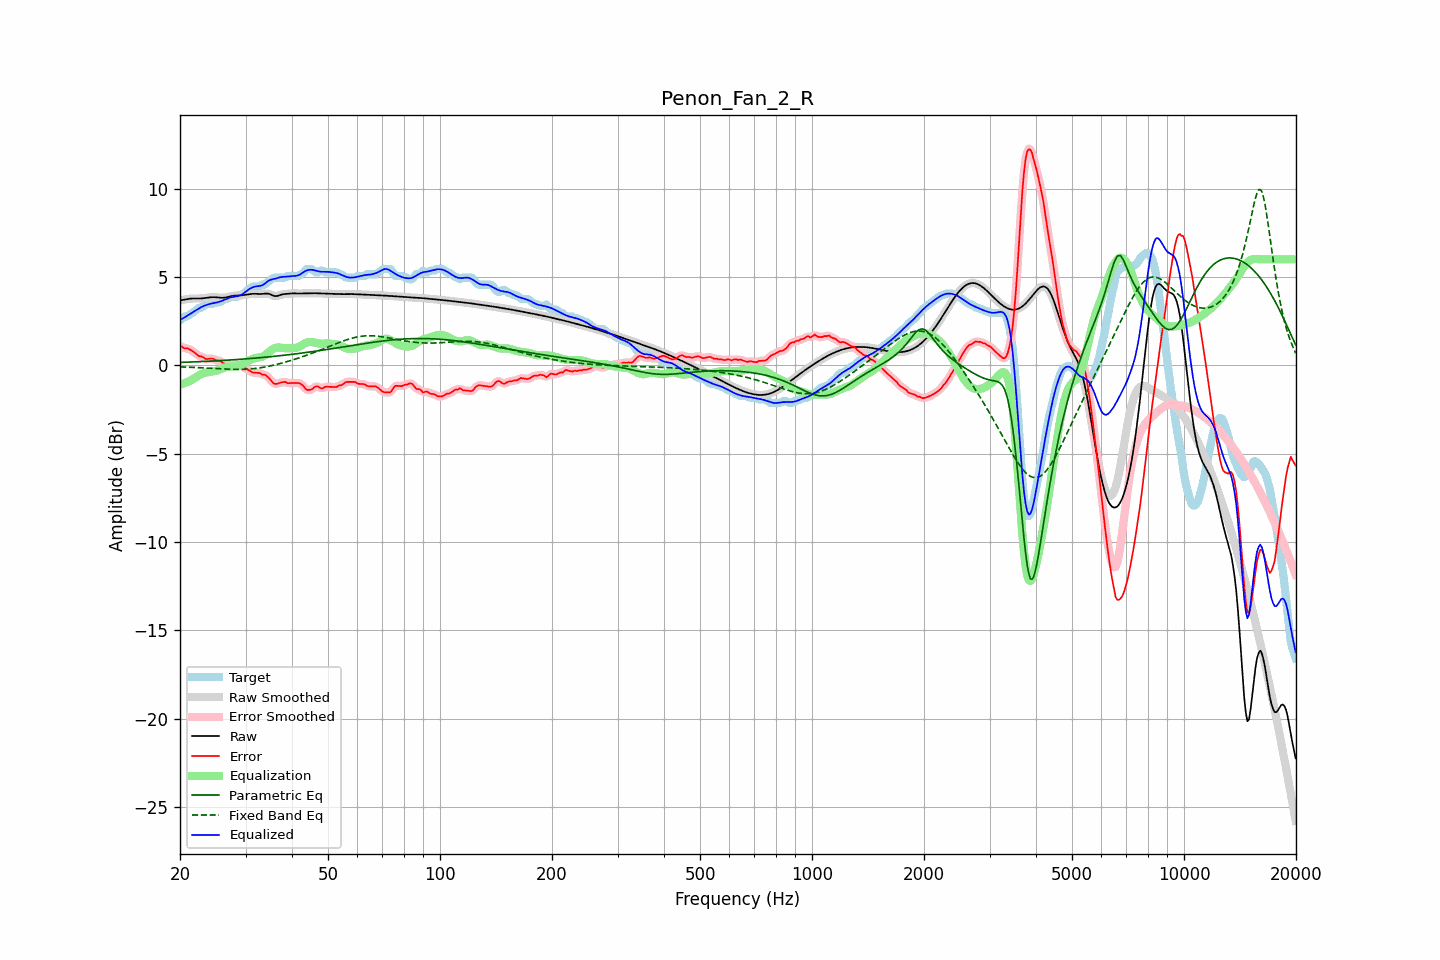 Penon_Fan_2_R
Amplitude (dBr)
10
5
0
−5
−10
−15
−20
−25
Target
Raw Smoothed
Error Smoothed
Raw
Error
Equalization
Parametric Eq
Fixed Band Eq
Equalized
20 50 100 200 500 1000 2000 5000 10000 20000
Frequency (Hz)